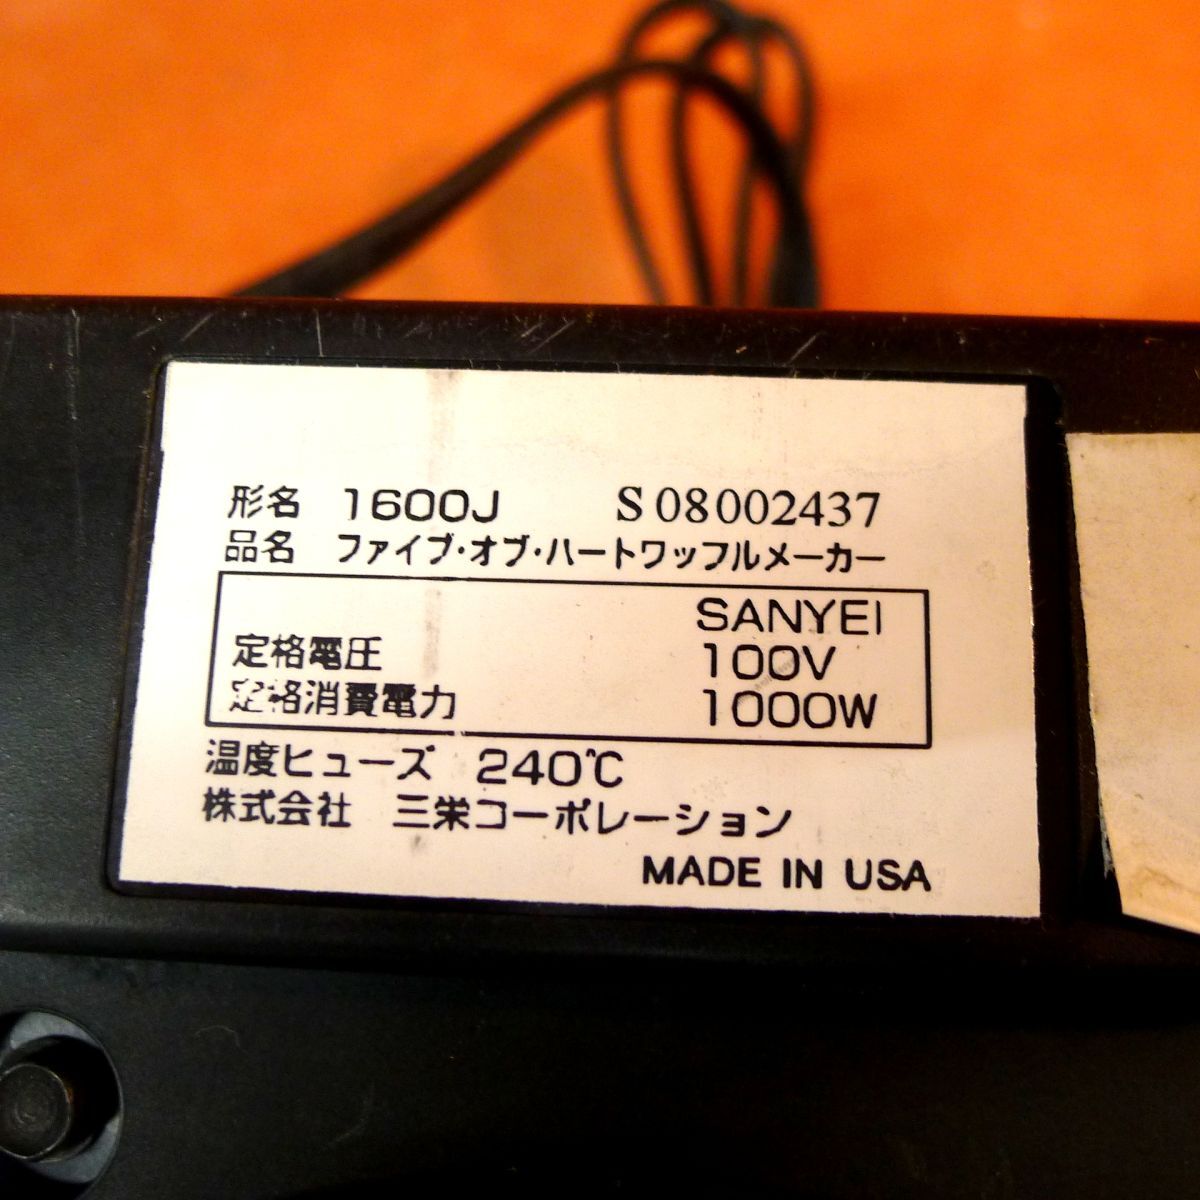 形名 1600J S08002437
品名 ファイブ・オブ・ハートワッフルメーカー
SANYEI
定格電圧 100V
定格消費電力 1000W
温度ヒューズ 240℃
株式会社 三栄コーポレーション
MADE IN USA